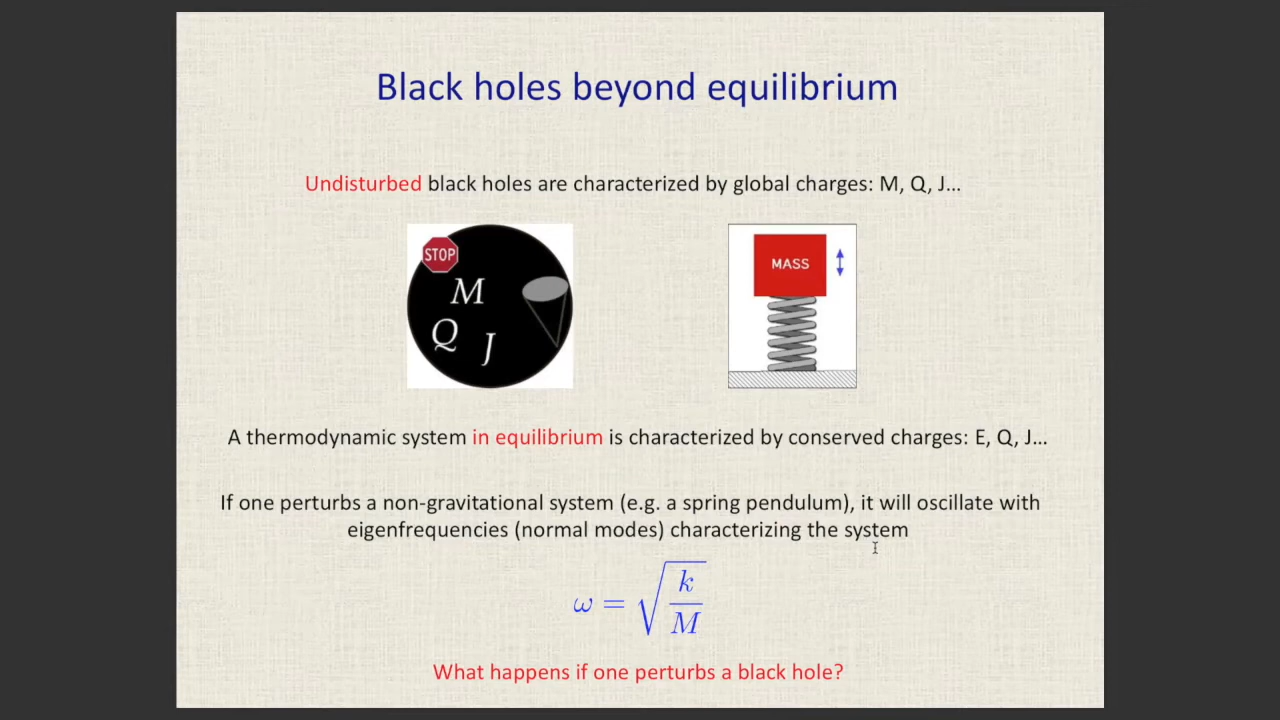 Black holes beyond equilibrium
Undisturbed black holes are characterized by global charges: M, Q, J...
STOP
M
Q J
MASS
A thermodynamic system in equilibrium is characterized by conserved charges: E, Q, J...
If one perturbs a non-gravitational system (e.g. a spring pendulum), it will oscillate with
eigenfrequencies (normal modes) characterizing the system
ω = √(k/M)
What happens if one perturbs a black hole?